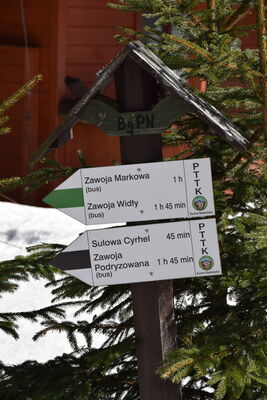 BgPN
Zawoja Markowa 1 h
(bus)
Zawoja Widły 1 h 45 min
(bus)
PTTK
Sulowa Cyrhel 45 min
Zawoja
Podryzowana 1 h 45 min
(bus)
PTTK